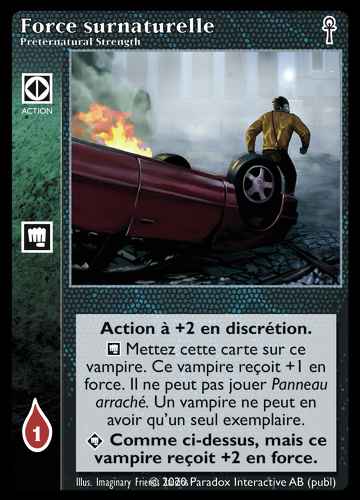 Force surnaturelle
Preternatural Strength
ACTION
Action à +2 en discrétion.
Mettez cette carte sur ce
vampire. Ce vampire reçoit +1 en
force. Il ne peut pas jouer Panneau
arraché. Un vampire ne peut en
avoir qu'un seul exemplaire.
Comme ci-dessus, mais ce
vampire reçoit +2 en force.
1
Illus. Imaginary Friends
Paradox Interactive AB (publ)